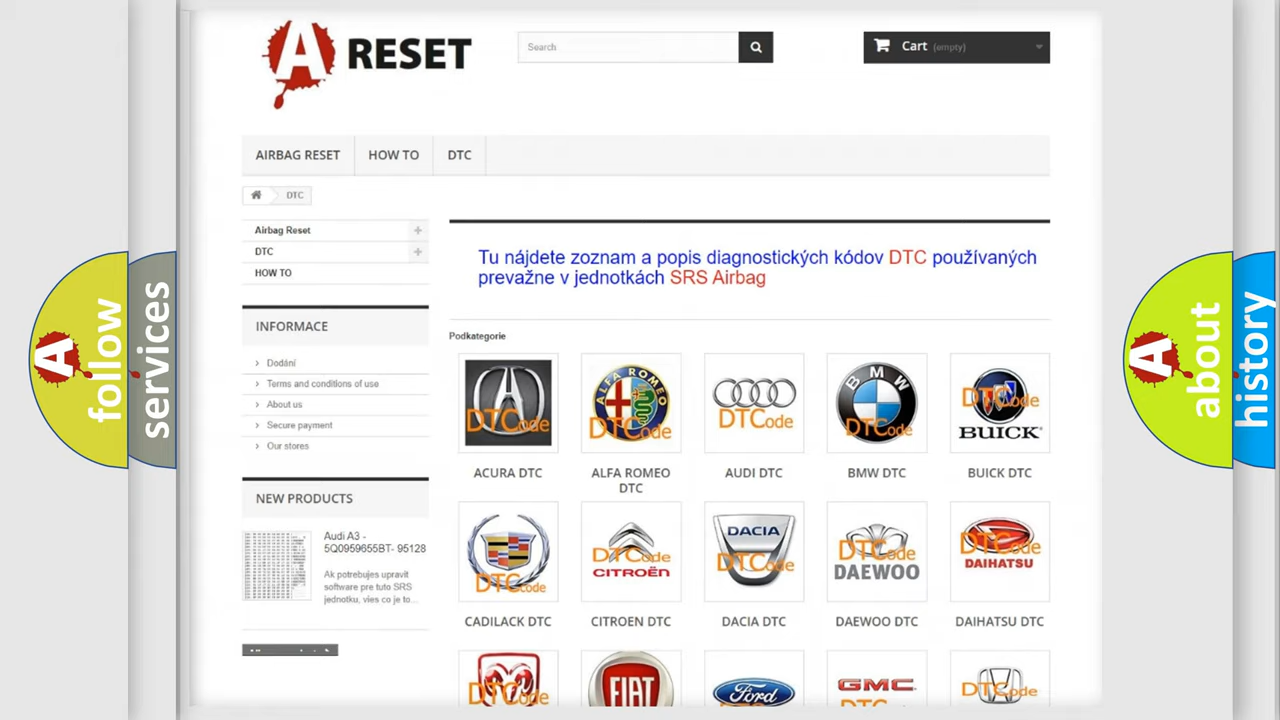 A RESET
Search
Cart (empty)
AIRBAG RESET
HOW TO
DTC
DTC
Airbag Reset
DTC
HOW TO
Tu nájdete zoznam a popis diagnostických kódov DTC používaných
prevažne v jednotkách SRS Airbag
INFORMACE
Podkategorie
Dodání
Terms and conditions of use
About us
Secure payment
Our stores
DTCode
ALFA ROMEO
DTCode
DTCode
BMW
DTCode
DTCode
BUICK
ACURA DTC
ALFA ROMEO
DTC
AUDI DTC
BMW DTC
BUICK DTC
NEW PRODUCTS
Audi A3 -
5Q0959655BT- 95128
Ak potrebujes upravit
software pre tuto SRS
jednotku, vies co je to...
DTCode
DTCode
CITROËN
DACIA
DTCode
DTCode
DAEWOO
DTCode
DAIHATSU
CADILACK DTC
CITROEN DTC
DACIA DTC
DAEWOO DTC
DAIHATSU DTC
DTCode
FIAT
Ford
GMC
DTCode
A follow
services
A about
history